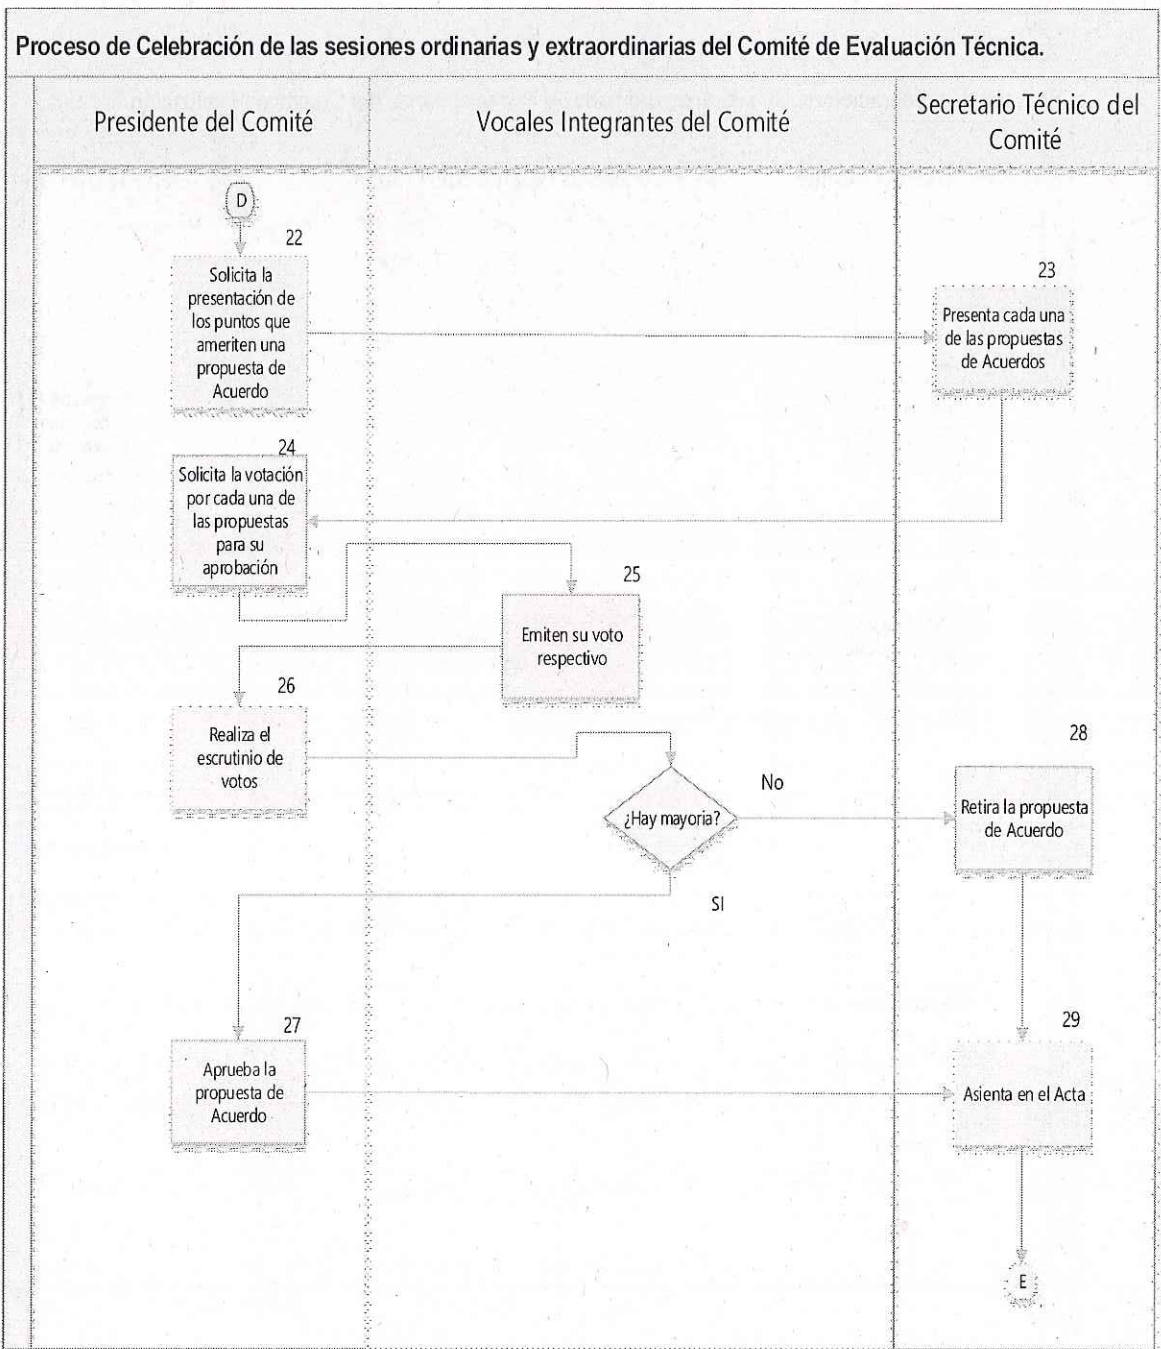 Proceso de Celebración de las sesiones ordinarias y extraordinarias del Comité de Evaluación Técnica.
Presidente del Comité
Vocales Integrantes del Comité
Secretario Técnico del
Comité
D
22
Solicita la
presentación de
los puntos que
ameriten una
propuesta de
Acuerdo
23
Presenta cada una
de las propuestas
de Acuerdos
24
Solicita la votación
por cada una de
las propuestas
para su
aprobación
25
Emiten su voto
respectivo
26
Realiza el
escrutinio de
votos
¿Hay mayoria?
No
SI
28
Retira la propuesta
de Acuerdo
27
Aprueba la
propuesta de
Acuerdo
29
Asienta en el Acta
E